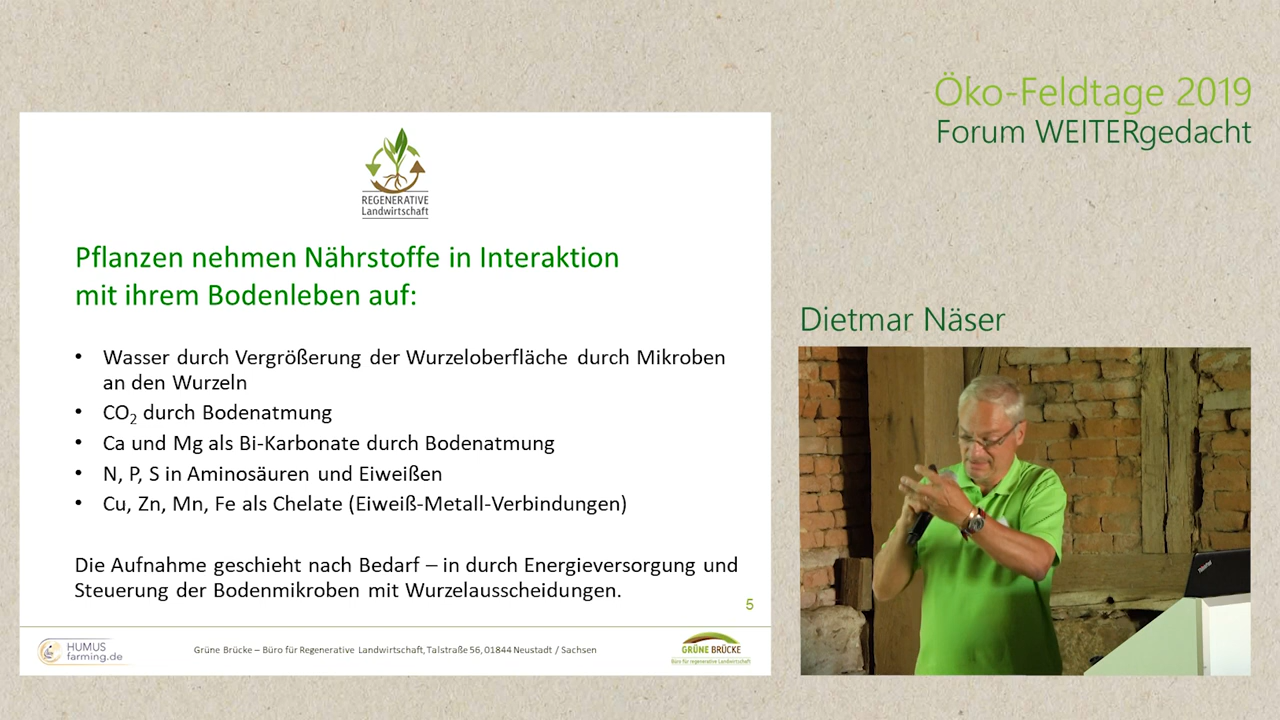 Öko-Feldtage 2019
Forum WEITERgedacht
REGENERATIVE
Landwirtschaft
Pflanzen nehmen Nährstoffe in Interaktion
mit ihrem Bodenleben auf:
• Wasser durch Vergrößerung der Wurzeloberfläche durch Mikroben
an den Wurzeln
• CO₂ durch Bodenatmung
• Ca und Mg als Bi-Karbonate durch Bodenatmung
• N, P, S in Aminosäuren und Eiweißen
• Cu, Zn, Mn, Fe als Chelate (Eiweiß-Metall-Verbindungen)
Die Aufnahme geschieht nach Bedarf – in durch Energieversorgung und
Steuerung der Bodenmikroben mit Wurzelausscheidungen.
5
HUMUS
farming.de
Grüne Brücke – Büro für Regenerative Landwirtschaft, Talstraße 56, 01844 Neustadt / Sachsen
GRÜNE BRÜCKE
Büro für regenerative Landwirtschaft
Dietmar Näser
ThinkPad